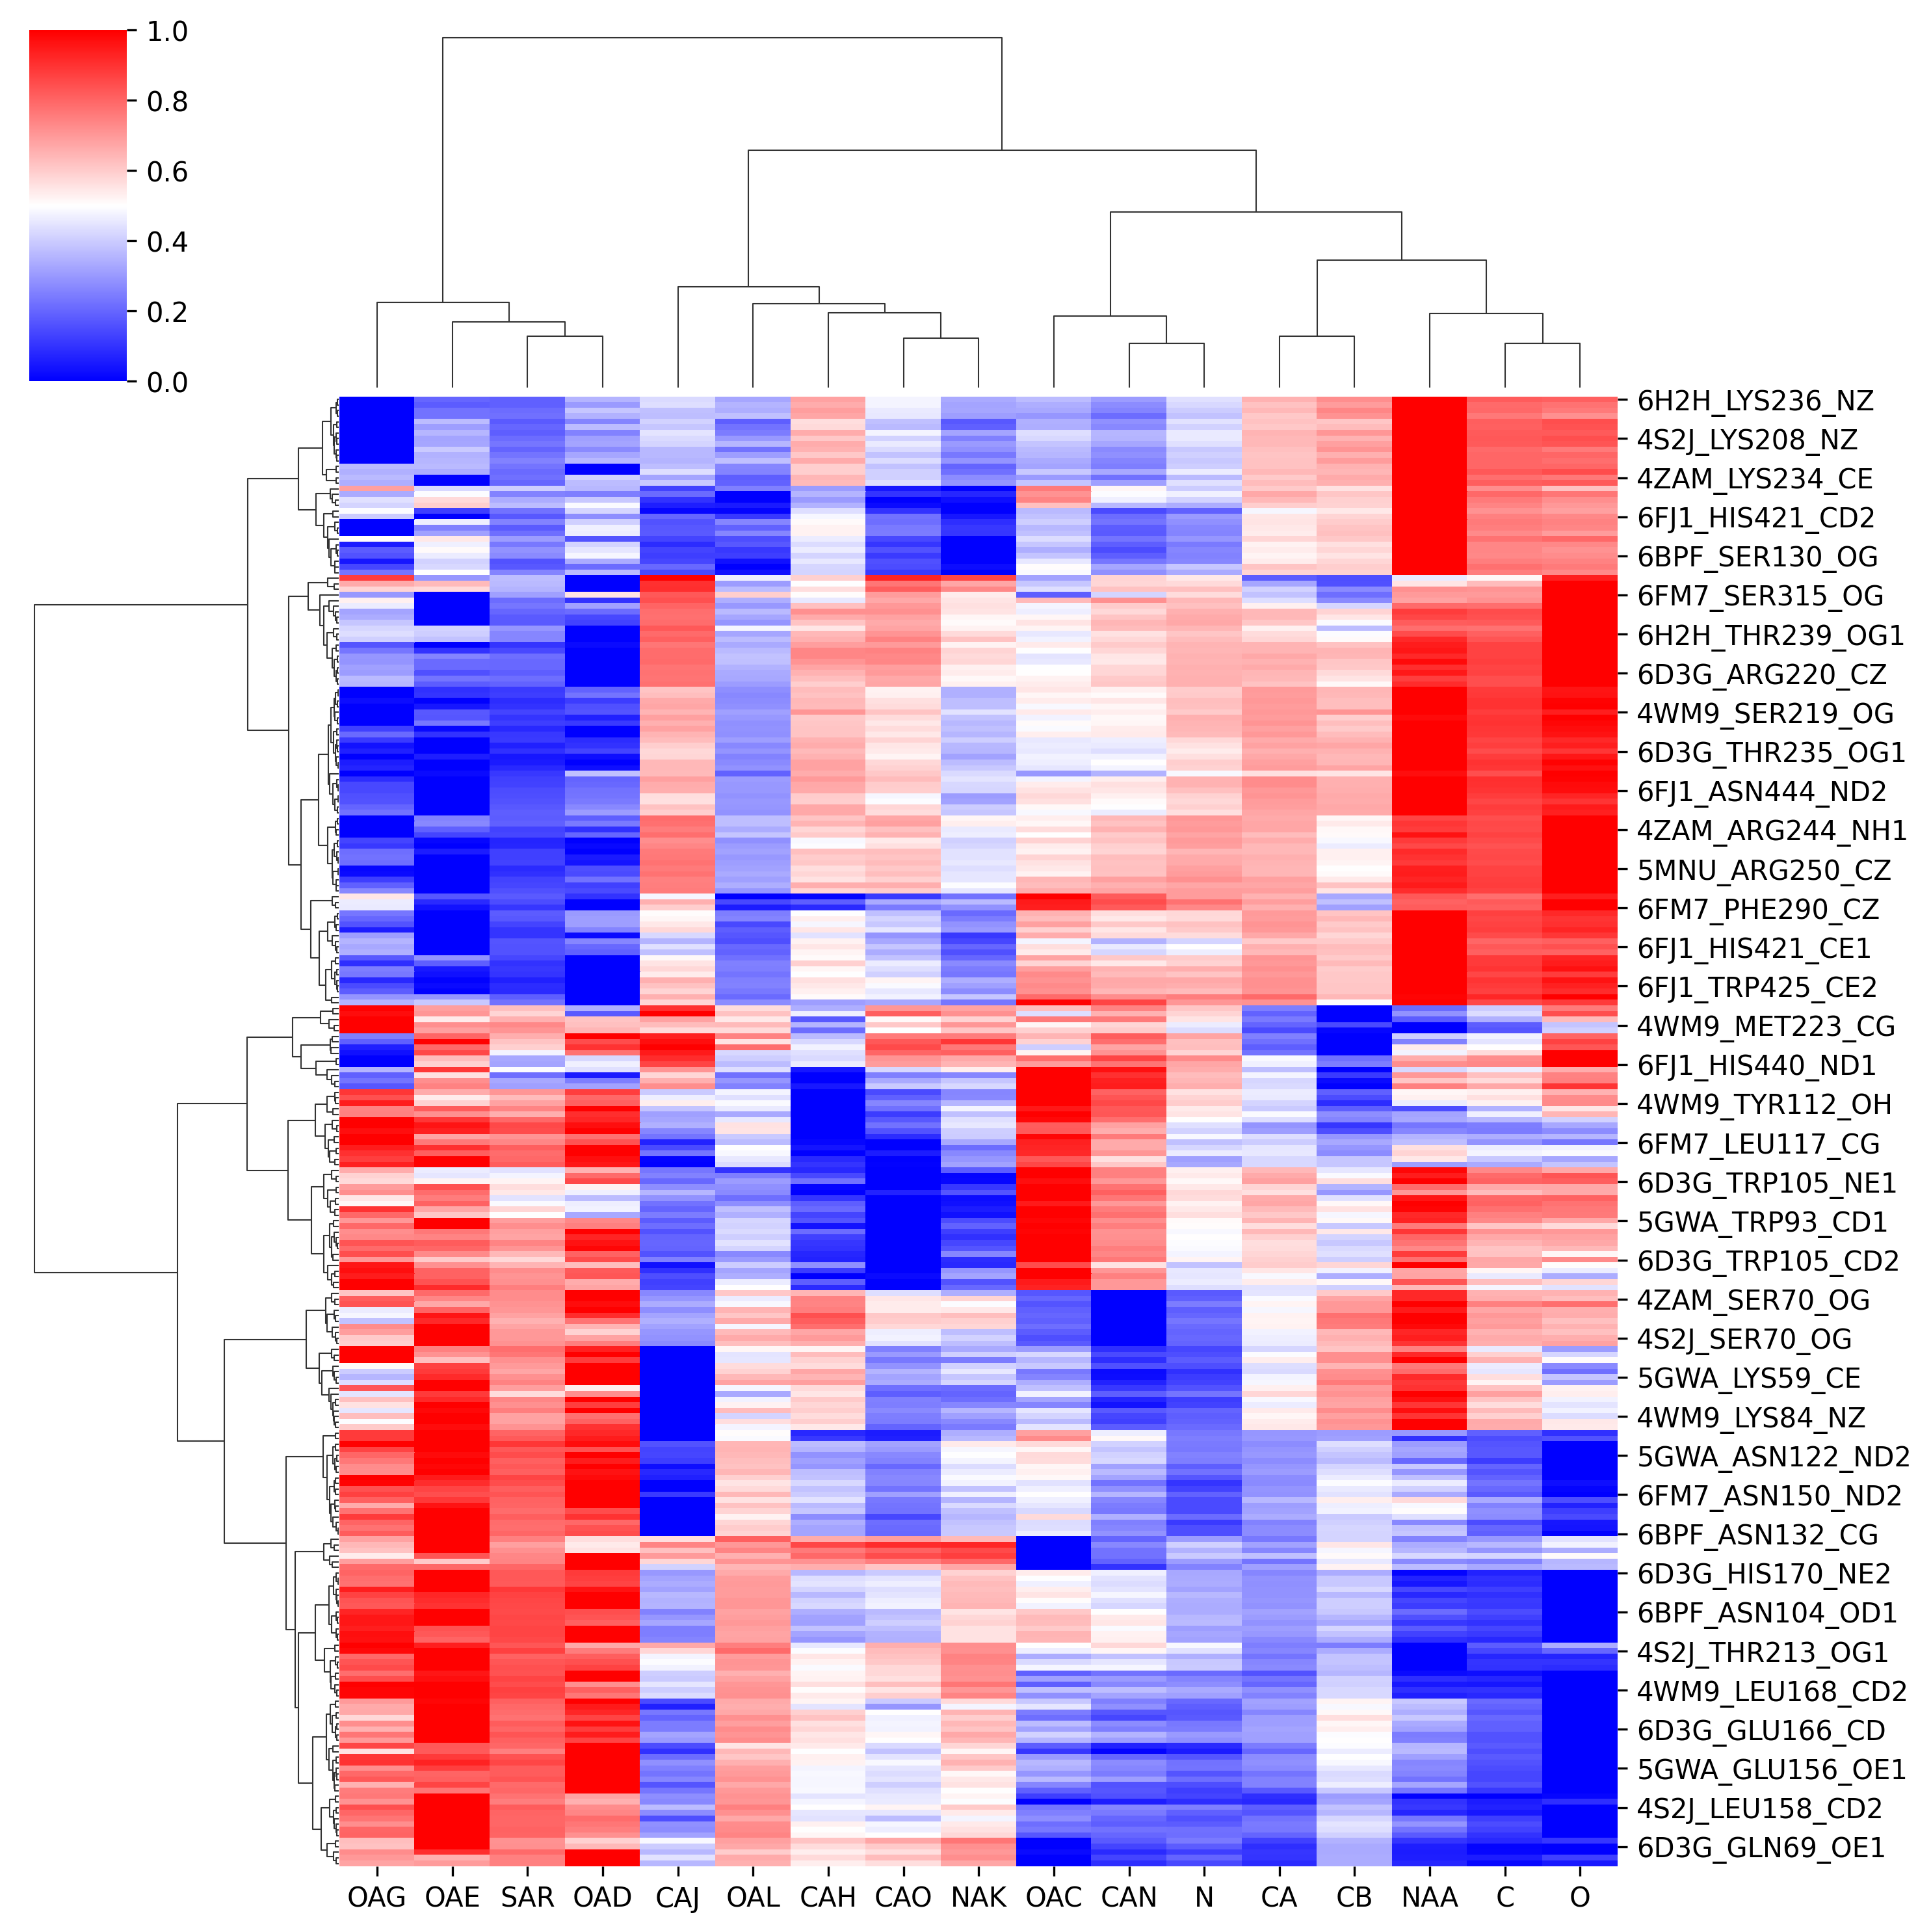 1.0
0.8
0.6
0.4
0.2
0.0
6H2H_LYS236_NZ
4S2J_LYS208_NZ
4ZAM_LYS234_CE
6FJ1_HIS421_CD2
6BPF_SER130_OG
6FM7_SER315_OG
6H2H_THR239_OG1
6D3G_ARG220_CZ
4WM9_SER219_OG
6D3G_THR235_OG1
6FJ1_ASN444_ND2
4ZAM_ARG244_NH1
5MNU_ARG250_CZ
6FM7_PHE290_CZ
6FJ1_HIS421_CE1
6FJ1_TRP425_CE2
4WM9_MET223_CG
6FJ1_HIS440_ND1
4WM9_TYR112_OH
6FM7_LEU117_CG
6D3G_TRP105_NE1
5GWA_TRP93_CD1
6D3G_TRP105_CD2
4ZAM_SER70_OG
4S2J_SER70_OG
5GWA_LYS59_CE
4WM9_LYS84_NZ
5GWA_ASN122_ND2
6FM7_ASN150_ND2
6BPF_ASN132_CG
6D3G_HIS170_NE2
6BPF_ASN104_OD1
4S2J_THR213_OG1
4WM9_LEU168_CD2
6D3G_GLU166_CD
5GWA_GLU156_OE1
4S2J_LEU158_CD2
6D3G_GLN69_OE1
OAG OAE SAR OAD CAJ OAL CAH CAO NAK OAC CAN N CA CB NAA C O